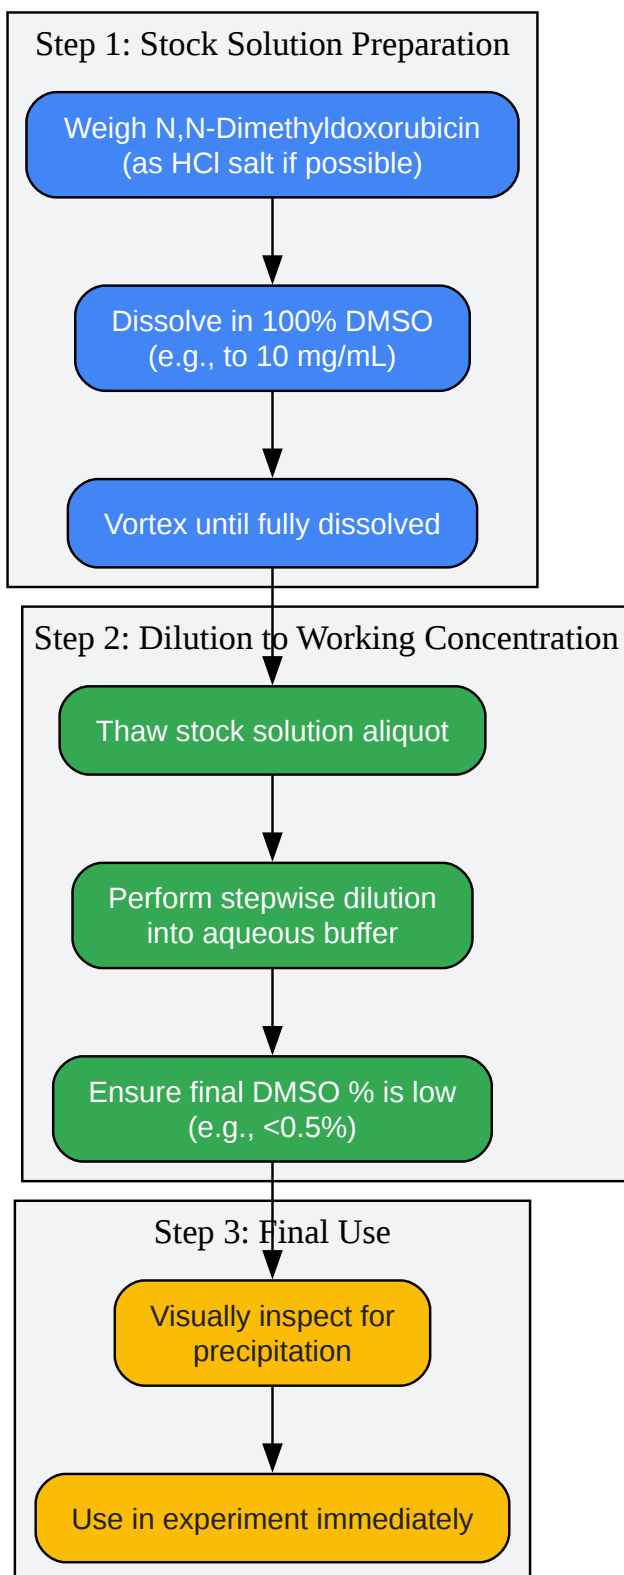 Step 1: Stock Solution Preparation
Weigh N,N-Dimethyldoxorubicin
(as HCl salt if possible)
Dissolve in 100% DMSO
(e.g., to 10 mg/mL)
Vortex until fully dissolved
Step 2: Dilution to Working Concentration
Thaw stock solution aliquot
Perform stepwise dilution
into aqueous buffer
Ensure final DMSO % is low
(e.g., <0.5%)
Step 3: Final Use
Visually inspect for
precipitation
Use in experiment immediately